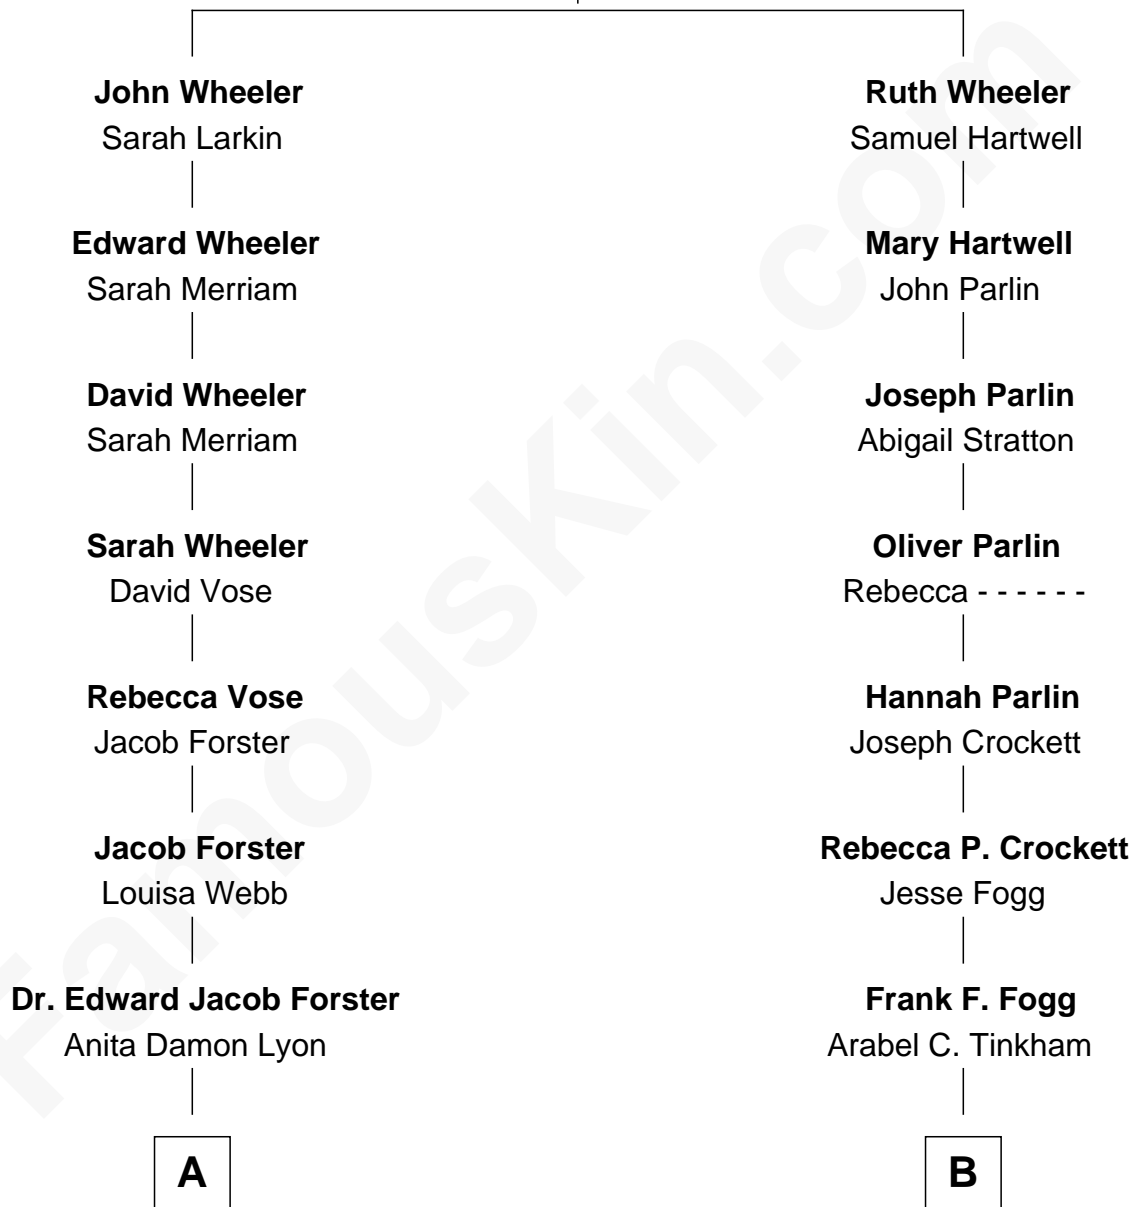 John Wheeler
Sarah Larkin
Edward Wheeler
Sarah Merriam
David Wheeler
Sarah Merriam
Sarah Wheeler
David Vose
Rebecca Vose
Jacob Forster
Jacob Forster
Louisa Webb
Dr. Edward Jacob Forster
Anita Damon Lyon
A
Ruth Wheeler
Samuel Hartwell
Mary Hartwell
John Parlin
Joseph Parlin
Abigail Stratton
Oliver Parlin
Rebecca - - - - - -
Hannah Parlin
Joseph Crockett
Rebecca P. Crockett
Jesse Fogg
Frank F. Fogg
Arabel C. Tinkham
B
FamousKin.com